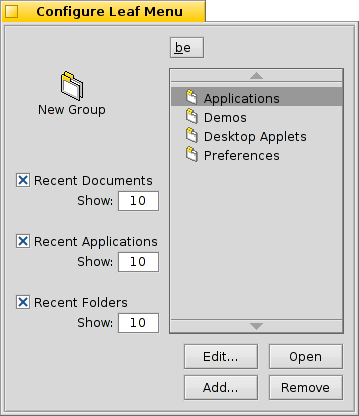 Configure Leaf Menu
be
New Group
Applications
Demos
Desktop Applets
Preferences
Recent Documents
Show: 10
Recent Applications
Show: 10
Recent Folders
Show: 10
Edit... Open
Add... Remove